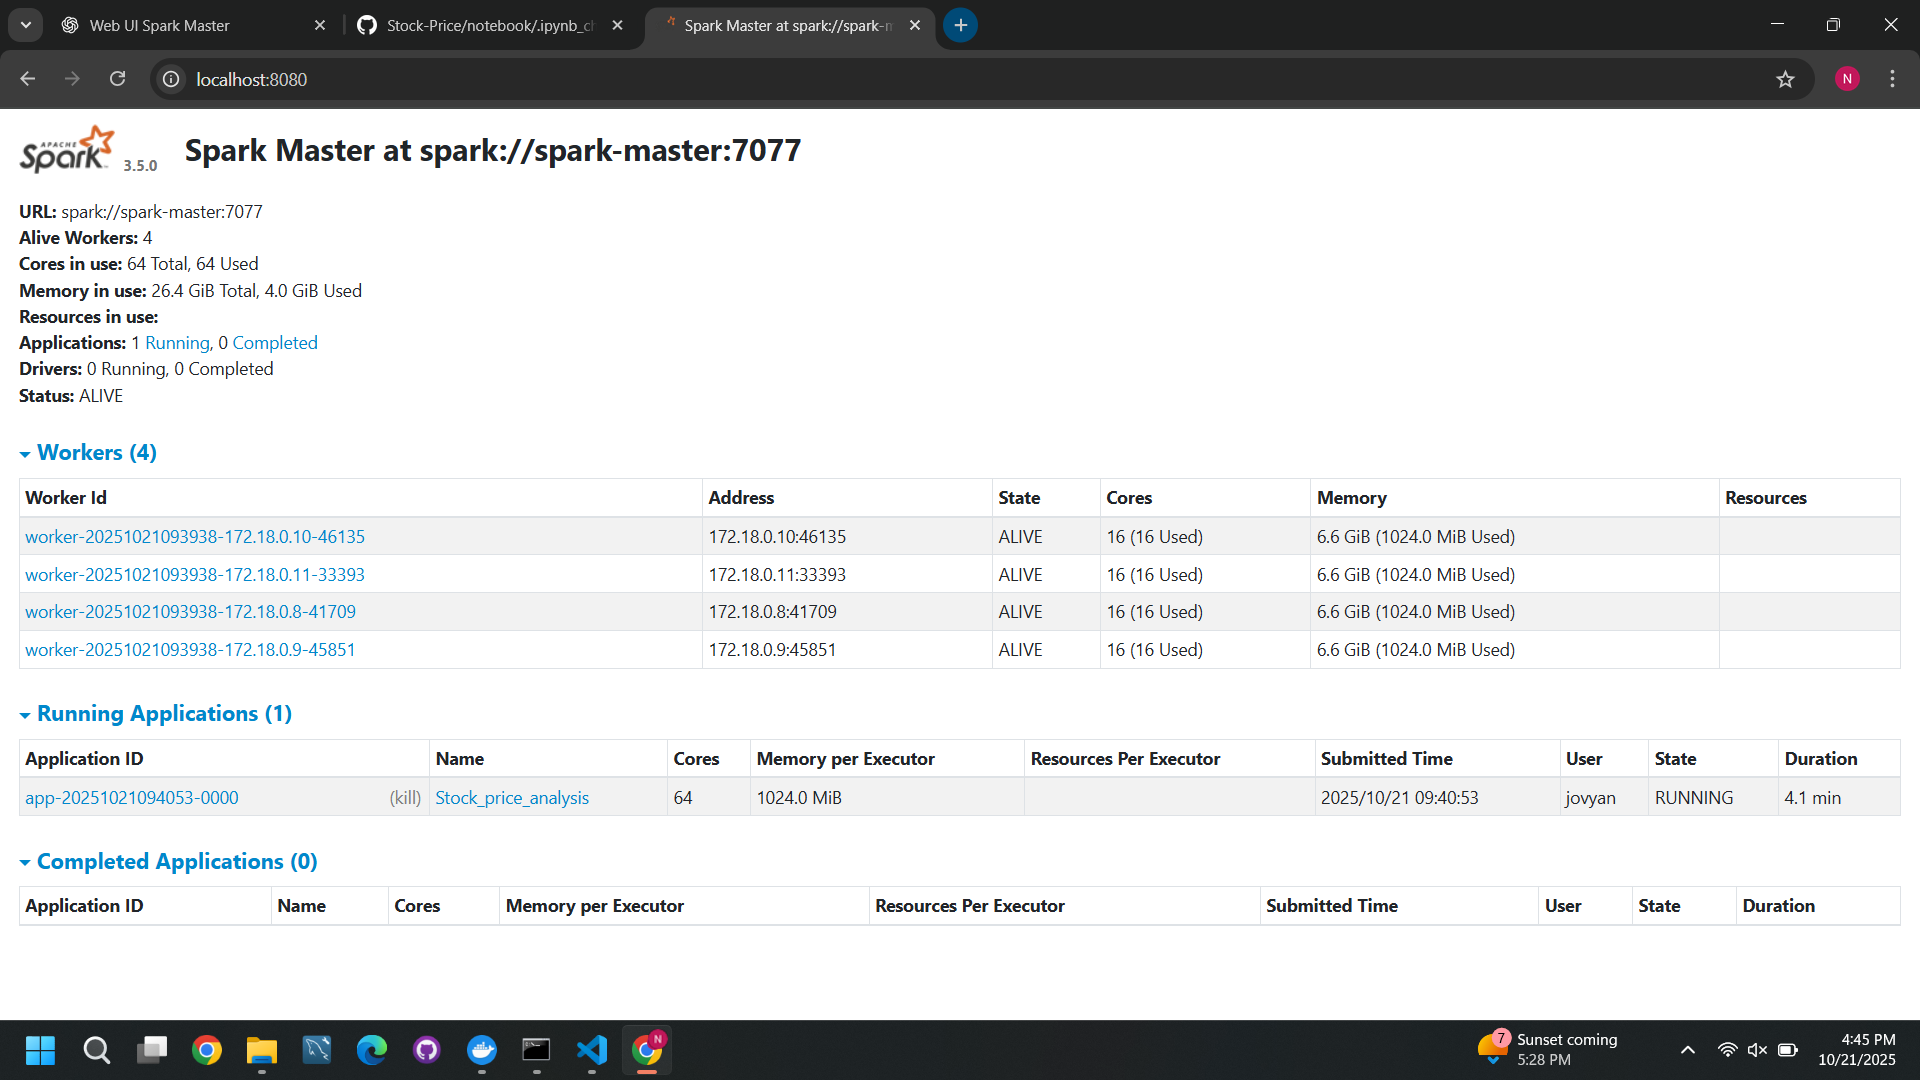 Web UI Spark Master
Stock-Price/notebook/.ipynb_ch
Spark Master at spark://spark-m
localhost:8080
N
APACHE
Spark 3.5.0
Spark Master at spark://spark-master:7077
URL: spark://spark-master:7077
Alive Workers: 4
Cores in use: 64 Total, 64 Used
Memory in use: 26.4 GiB Total, 4.0 GiB Used
Resources in use:
Applications: 1 Running, 0 Completed
Drivers: 0 Running, 0 Completed
Status: ALIVE
Workers (4)
Worker Id Address State Cores Memory Resources
worker-20251021093938-172.18.0.10-46135 172.18.0.10:46135 ALIVE 16 (16 Used) 6.6 GiB (1024.0 MiB Used)
worker-20251021093938-172.18.0.11-33393 172.18.0.11:33393 ALIVE 16 (16 Used) 6.6 GiB (1024.0 MiB Used)
worker-20251021093938-172.18.0.8-41709 172.18.0.8:41709 ALIVE 16 (16 Used) 6.6 GiB (1024.0 MiB Used)
worker-20251021093938-172.18.0.9-45851 172.18.0.9:45851 ALIVE 16 (16 Used) 6.6 GiB (1024.0 MiB Used)
Running Applications (1)
Application ID Name Cores Memory per Executor Resources Per Executor Submitted Time User State Duration
app-20251021094053-0000 (kill) Stock_price_analysis 64 1024.0 MiB 2025/10/21 09:40:53 jovyan RUNNING 4.1 min
Completed Applications (0)
Application ID Name Cores Memory per Executor Resources Per Executor Submitted Time User State Duration
N
7
Sunset coming
5:28 PM
4:45 PM
10/21/2025